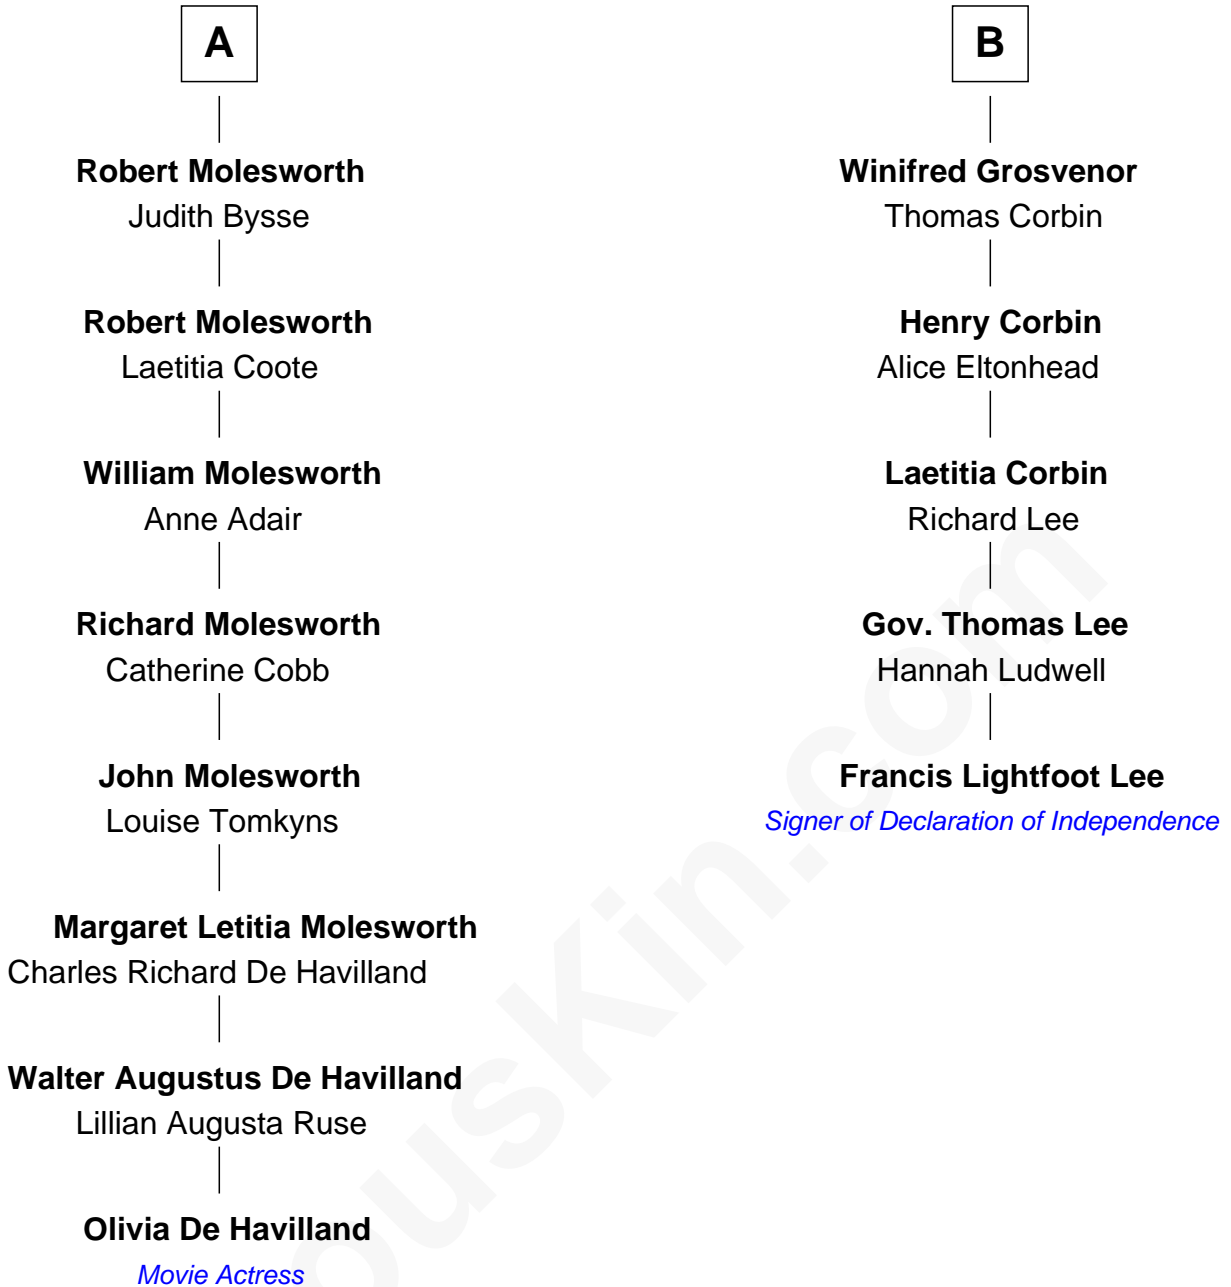 A
Robert Molesworth
Judith Bysse
Robert Molesworth
Laetitia Coote
William Molesworth
Anne Adair
Richard Molesworth
Catherine Cobb
John Molesworth
Louise Tomkyns
Margaret Letitia Molesworth
Charles Richard De Havilland
Walter Augustus De Havilland
Lillian Augusta Ruse
Olivia De Havilland
Movie Actress
B
Winifred Grosvenor
Thomas Corbin
Henry Corbin
Alice Eltonhead
Laetitia Corbin
Richard Lee
Gov. Thomas Lee
Hannah Ludwell
Francis Lightfoot Lee
Signer of Declaration of Independence
ousKin.com